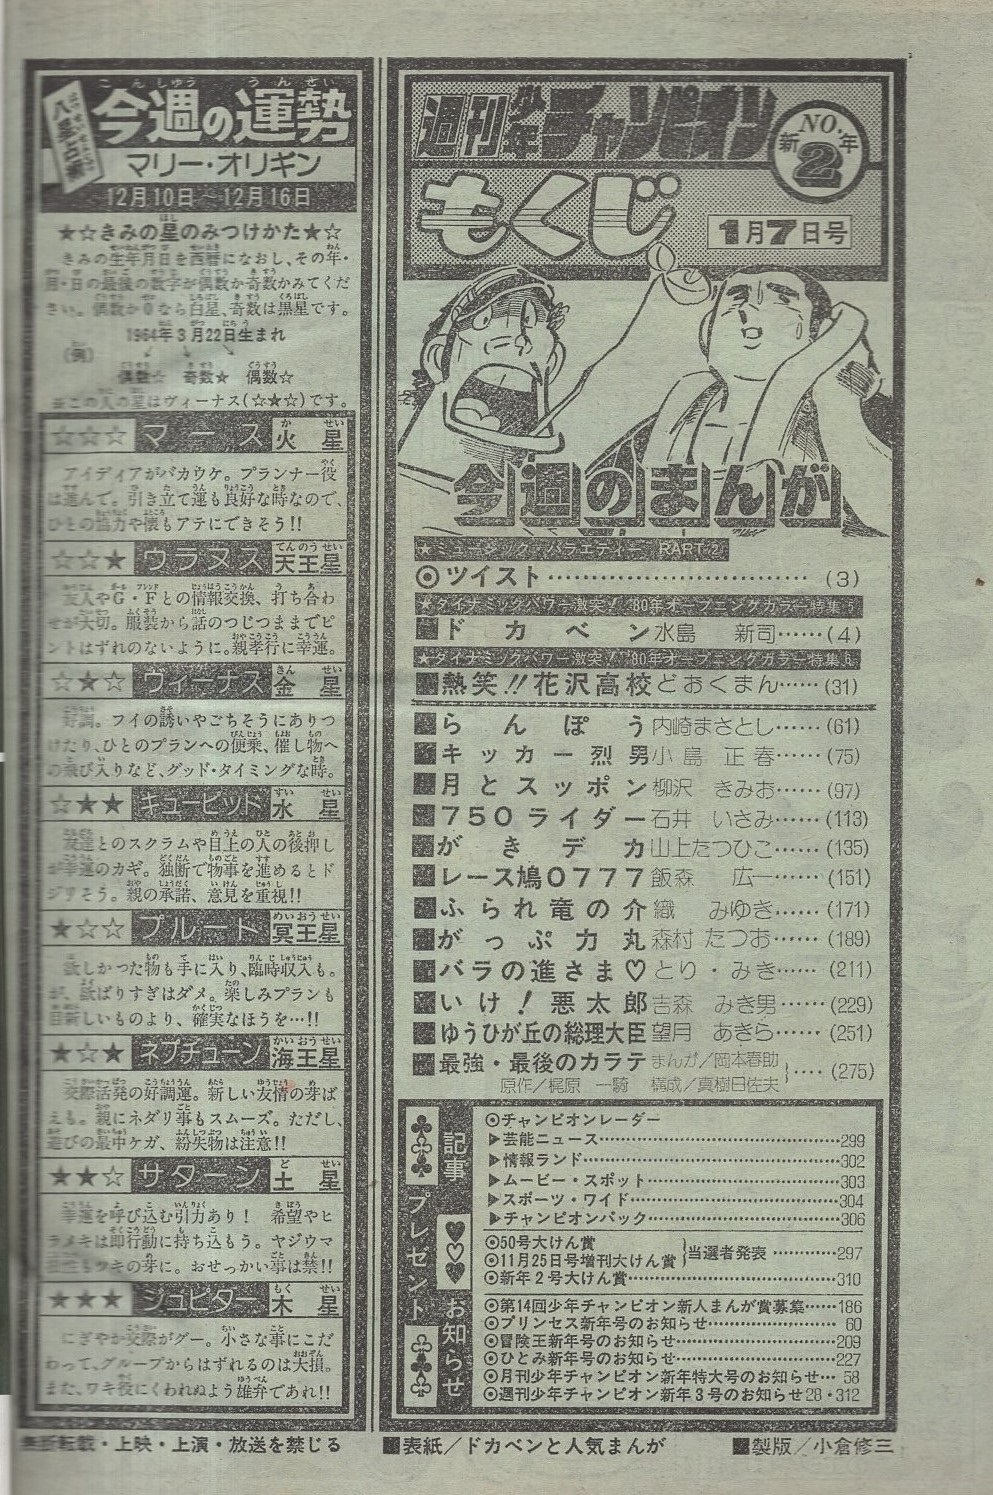 週刊少年チャンピオン
新年 NO.2
もくじ
1月7日号
今週のまんが
★ミュージック・バラエティー PART・2
◎ツイスト……(3)
★ダイナミックパワー激突！ '80年オープニングカラー特集
■ドカベン 水島 新司……(4)
★ダイナミックパワー激突！ '80年オープニングカラー特集
■熱笑!!花沢高校 どおくまん……(31)
■らんぽう 内崎まさとし……(61)
■キッカー烈男 小島 正春……(75)
■月とスッポン 柳沢 きみお……(97)
■750ライダー 石井 いさみ……(113)
■がきデカ 山上たつひこ……(135)
■レース鳩0777 飯森 広一……(151)
■ふられ竜の介 織 みゆき……(171)
■がっぷ力丸 森村 たつお……(189)
■バラの進さま♡ とり・みき……(211)
■いけ！悪太郎 吉森 みき男……(229)
■ゆうひが丘の総理大臣 望月 あきら……(251)
■最強・最後のカラテ まんが／岡本春助
原作／梶原 一騎 構成／真樹日佐夫 ……(275)
記事 プレゼント お知らせ
◎チャンピオンレーダー
▶芸能ニュース……299
▶情報ランド……302
▶ムービー・スポット……303
▶スポーツ・ワイド……304
▶チャンピオンパック……306
◎50号大けん賞
◎11月25日号増刊大けん賞 当選者発表……297
◎新年2号大けん賞……310
◎第14回少年チャンピオン新人まんが賞募集……186
◎プリンセス新年号のお知らせ……60
◎冒険王新年号のお知らせ……209
◎ひとみ新年号のお知らせ……227
◎月刊少年チャンピオン新年特大号のお知らせ…58
◎週刊少年チャンピオン新年3号のお知らせ28・312
■表紙／ドカベンと人気まんが ■製版／小倉修三
八星占術
今週の運勢
マリー・オリギン
12月10日〜12月16日
★☆きみの星のみつけかた★☆
きみの生年月日を西暦になおし、その年・
月・日の最後の数字が偶数か奇数かみてくだ
さい。偶数か0なら白星、奇数は黒星です。
1964年3月22日生まれ
(例)
偶数☆ 奇数★ 偶数☆
※この人の星はヴィーナス(☆★☆)です。
☆☆☆ マース 火星
アイディアがバカウケ。プランナー役
は進んで。引き立て運も良好な時なので、
ひとの協力や懐もアテにできそう!!
☆☆★ ウラヌス 天王星
友人やG・Fとの情報交換、打ち合わ
せが大切。服装から話のつじつままでピ
ントはずれのないように。親孝行に幸運。
☆★☆ ヴィーナス 金星
好調。フイの誘いやごちそうにありつ
けたり、ひとのプランへの便乗、催し物へ
の飛び入りなど、グッド・タイミングな時。
☆★★ キューピット 水星
友達とのスクラムや目上の人の後押し
が幸運のカギ。独断で物事を進めるとド
ジリそう。親の承諾、意見を重視!!
★☆☆ プルート 冥王星
欲しかった物も手に入り、臨時収入も。
が、欲ばりすぎはダメ。楽しみプランも
目新しいものより、確実なほうを…!!
★☆★ ネプチューン 海王星
交際活発の好調運。新しい友情の芽ば
えも。親にネダリ事もスムーズ。ただし、
遊びの最中ケガ、紛失物は注意!!
★★☆ サターン 土星
幸運を呼び込む引力あり！ 希望やヒ
ラメキは即行動に持ち込もう。ヤジウマ
根性もツキの芽に。おせっかい事は禁!!
★★★ ジュピター 木星
にぎやか交際がグー。小さな事にこだ
わって、グループからはずれるのは大損。
また、ワキ役にくわれぬよう雄弁であれ!!
無断転載・上映・上演・放送を禁じる